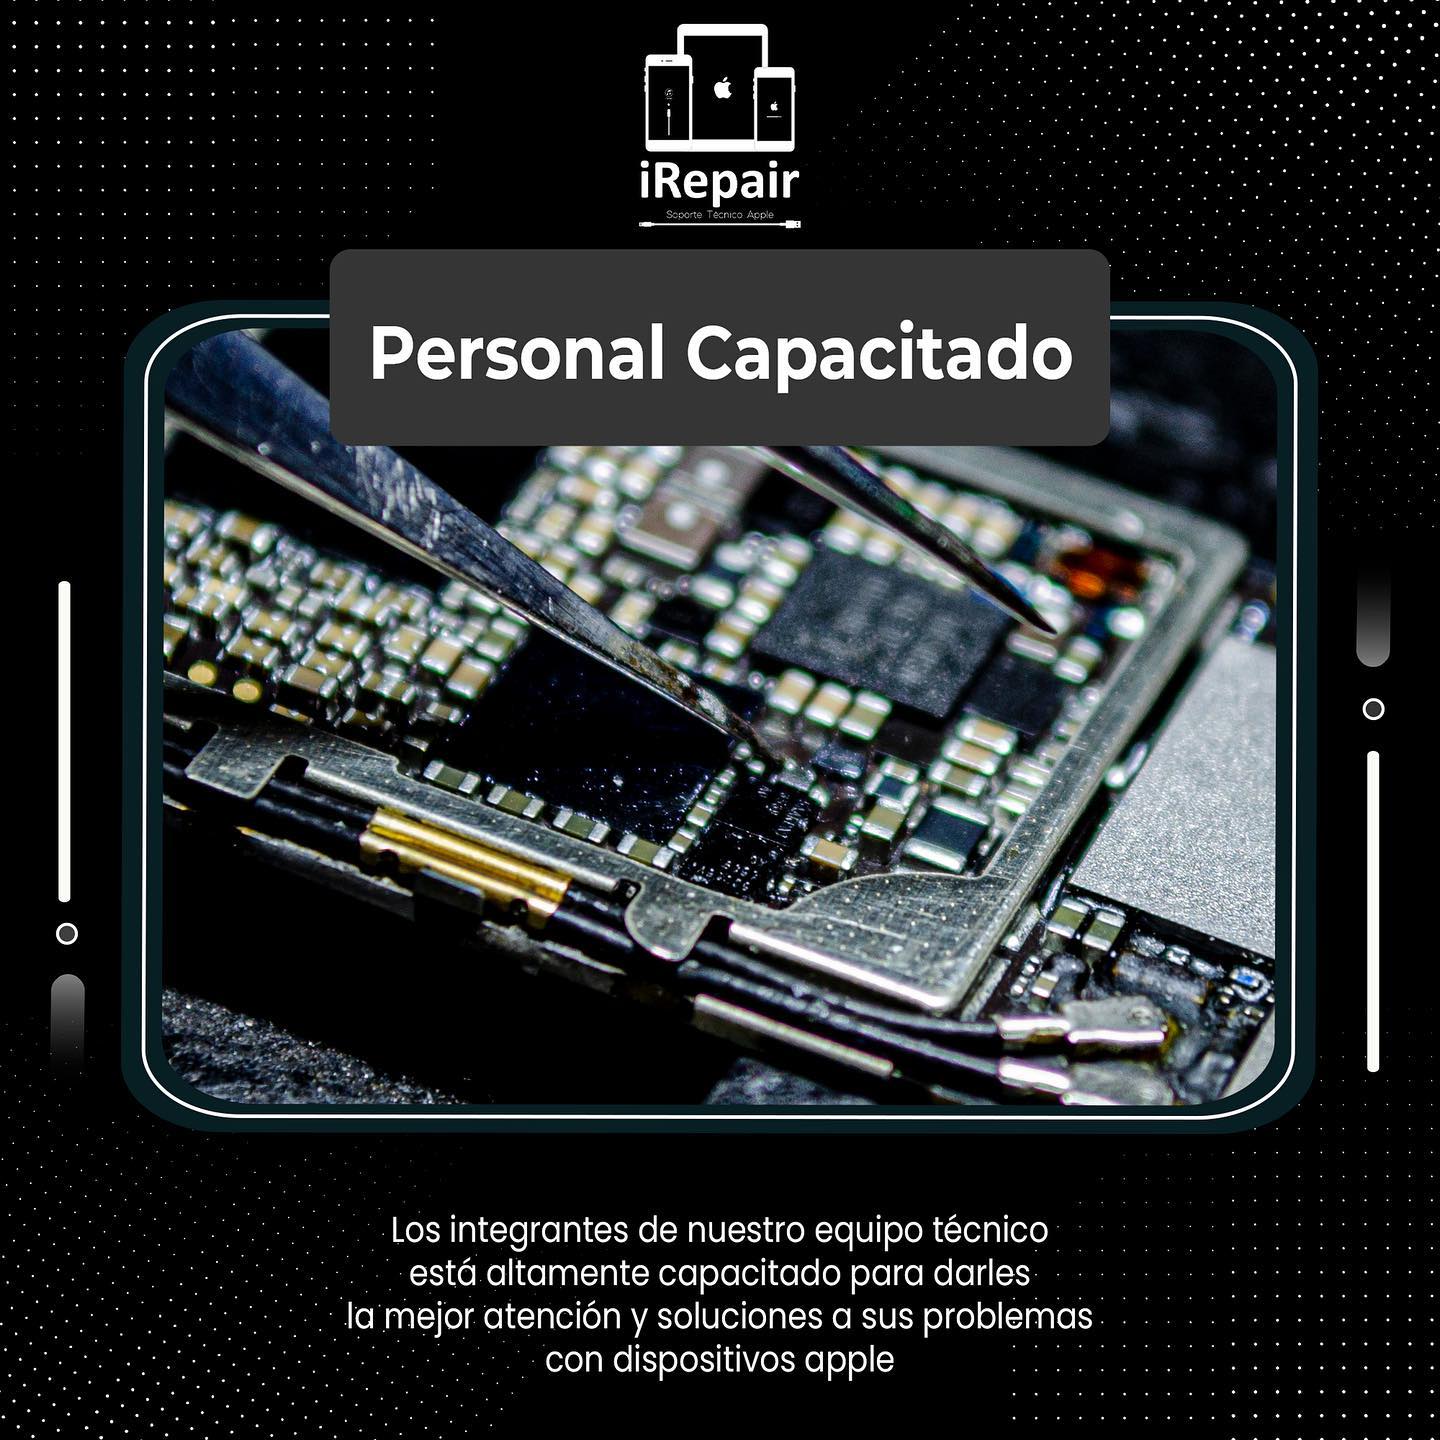 iRepair
Soporte Técnico Apple
Personal Capacitado
Los integrantes de nuestro equipo técnico
está altamente capacitado para darles
la mejor atención y soluciones a sus problemas
con dispositivos apple